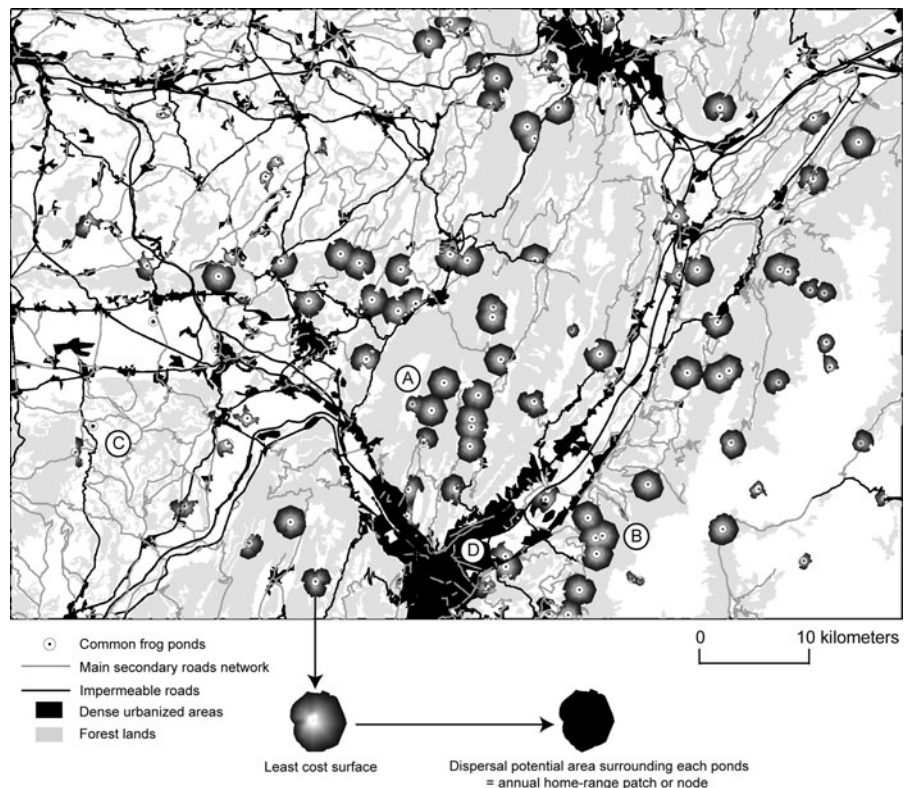 A
B
C
D
0 10 kilometers
Common frog ponds
Main secondary roads network
Impermeable roads
Dense urbanized areas
Forest lands
Least cost surface
Dispersal potential area surrounding each ponds
= annual home-range patch or node